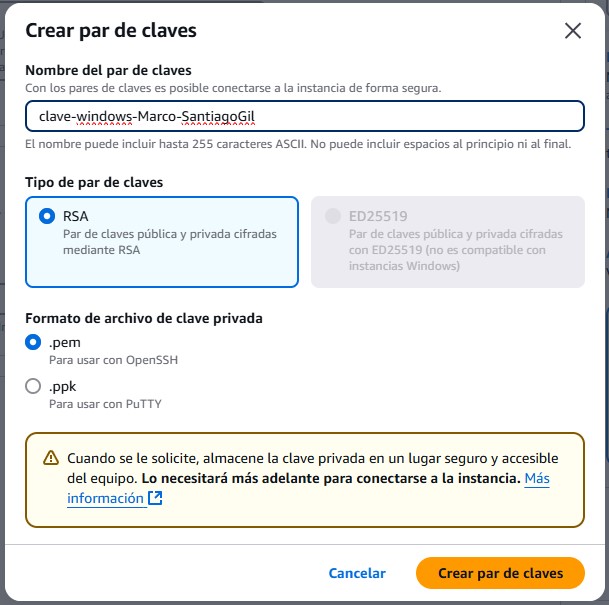 Crear par de claves
Nombre del par de claves
Con los pares de claves es posible conectarse a la instancia de forma segura.
clave-windows-Marco-SantiagoGil
El nombre puede incluir hasta 255 caracteres ASCII. No puede incluir espacios al principio ni al final.
Tipo de par de claves
RSA
Par de claves pública y privada cifradas
mediante RSA
ED25519
Par de claves pública y privada cifradas
con ED25519 (no es compatible con
instancias Windows)
Formato de archivo de clave privada
.pem
Para usar con OpenSSH
.ppk
Para usar con PuTTY
Cuando se le solicite, almacene la clave privada en un lugar seguro y accesible
del equipo. Lo necesitará más adelante para conectarse a la instancia. Más
información
Cancelar
Crear par de claves